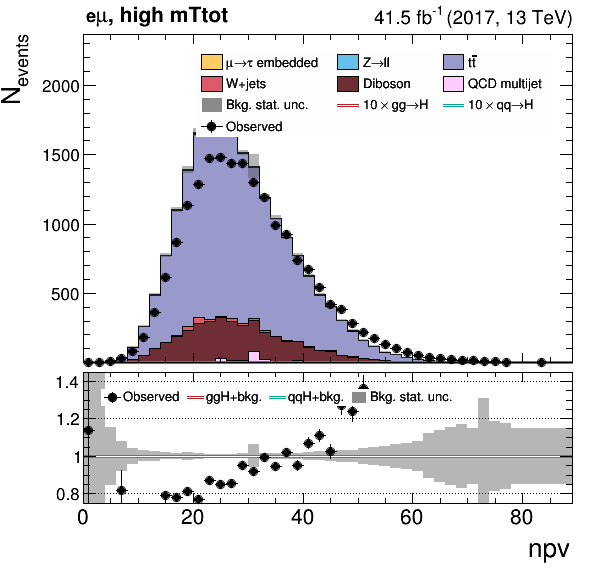 eμ, high mTtot
41.5 fb⁻¹ (2017, 13 TeV)
N_events
μ→τ embedded
Z→ll
tt̄
W+jets
Diboson
QCD multijet
Bkg. stat. unc.
10 × gg→H
10 × qq→H
Observed
2000
1500
1000
500
1.4
1.2
1
0.8
Observed
ggH+bkg.
qqH+bkg.
Bkg. stat. unc.
0
20
40
60
80
npv